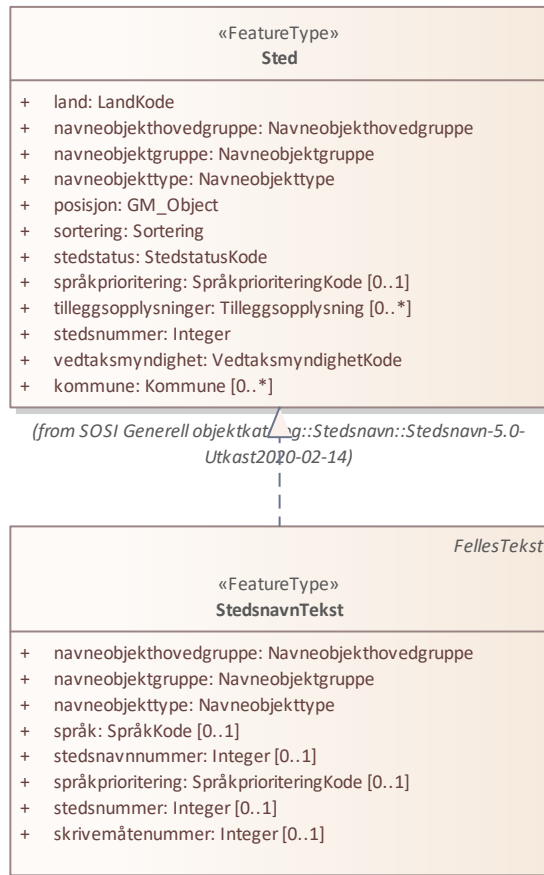 «FeatureType»
Sted
+ land: LandKode
+ navneobjekthovedgruppe: Navneobjekthovedgruppe
+ navneobjektgruppe: Navneobjektgruppe
+ navneobjekttype: Navneobjekttype
+ posisjon: GM_Object
+ sortering: Sortering
+ stedstatus: StedstatusKode
+ språkprioritering: SpråkprioriteringKode [0..1]
+ tilleggsopplysninger: Tilleggsopplysning [0..*]
+ stedsnummer: Integer
+ vedtaksmyndighet: VedtaksmyndighetKode
+ kommune: Kommune [0..*]
(from SOSI Generell objektkatalog::Stedsnavn::Stedsnavn-5.0-
Utkast2020-02-14)
FellesTekst
«FeatureType»
StedsnavnTekst
+ navneobjekthovedgruppe: Navneobjekthovedgruppe
+ navneobjektgruppe: Navneobjektgruppe
+ navneobjekttype: Navneobjekttype
+ språk: SpråkKode [0..1]
+ stedsnavnnummer: Integer [0..1]
+ språkprioritering: SpråkprioriteringKode [0..1]
+ stedsnummer: Integer [0..1]
+ skrivemåtenummer: Integer [0..1]